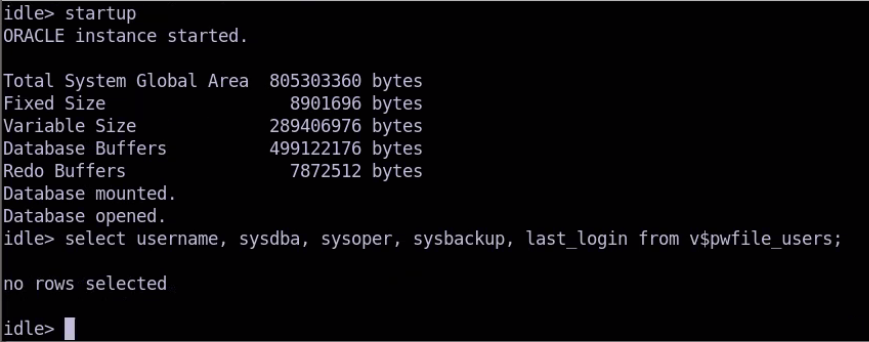 idle> startup
ORACLE instance started.
Total System Global Area  805303360 bytes
Fixed Size                  8901696 bytes
Variable Size             289406976 bytes
Database Buffers          499122176 bytes
Redo Buffers                7872512 bytes
Database mounted.
Database opened.
idle> select username, sysdba, sysoper, sysbackup, last_login from v$pwfile_users;
no rows selected
idle>